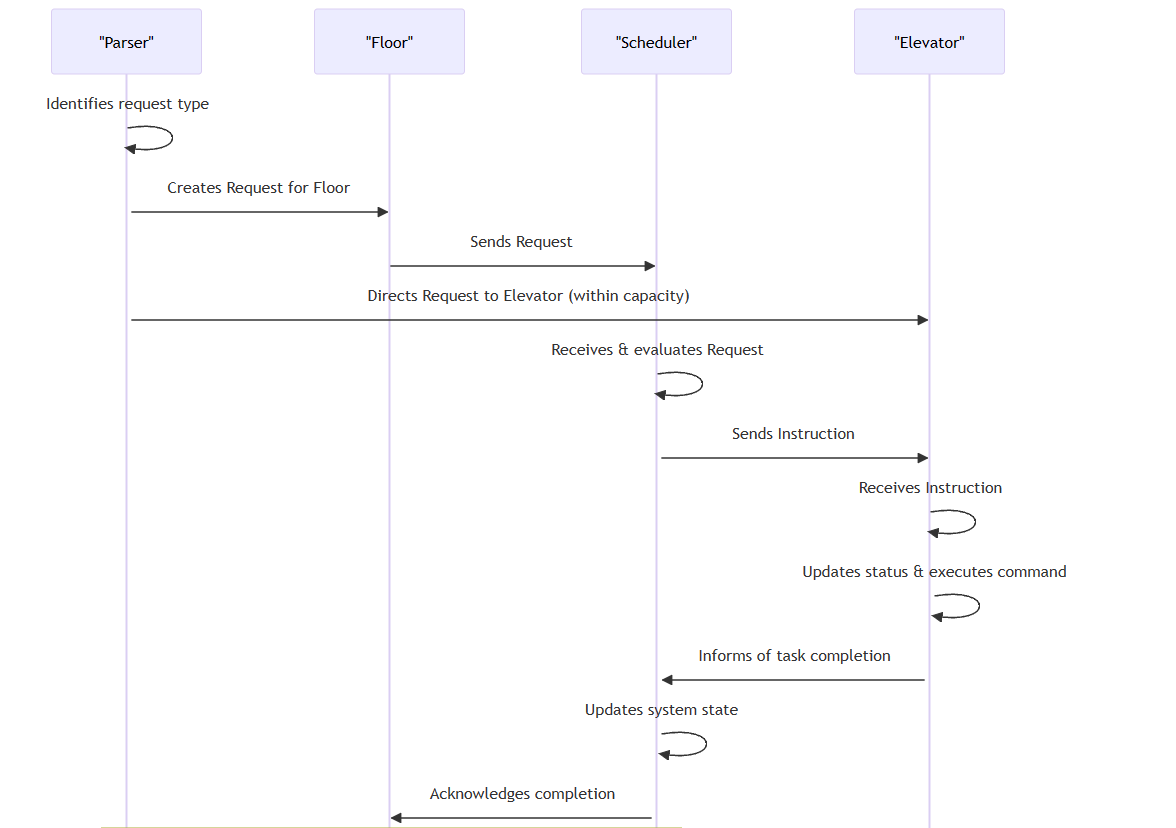 "Parser"
"Floor"
"Scheduler"
"Elevator"
Identifies request type
Creates Request for Floor
Sends Request
Directs Request to Elevator (within capacity)
Receives & evaluates Request
Sends Instruction
Receives Instruction
Updates status & executes command
Informs of task completion
Updates system state
Acknowledges completion